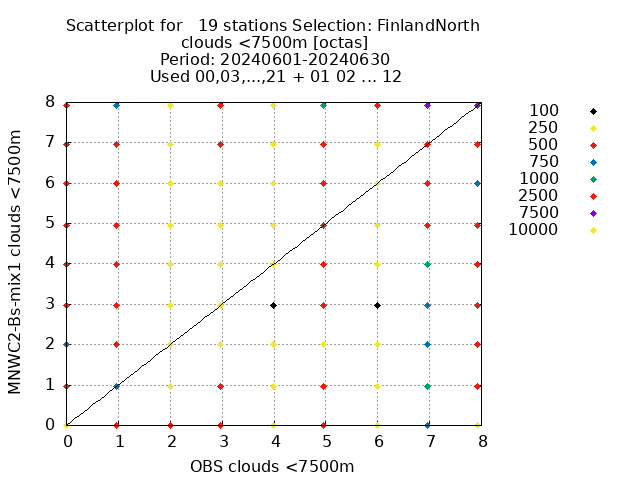 Scatterplot for   19 stations Selection: FinlandNorth
clouds <7500m [octas]
Period: 20240601-20240630
Used 00,03,...,21 + 01 02 ... 12
8
7
6
5
4
3
2
1
0
MNWC2-Bs-mix1 clouds <7500m
0 1 2 3 4 5 6 7 8
OBS clouds <7500m
100
250
500
750
1000
2500
7500
10000